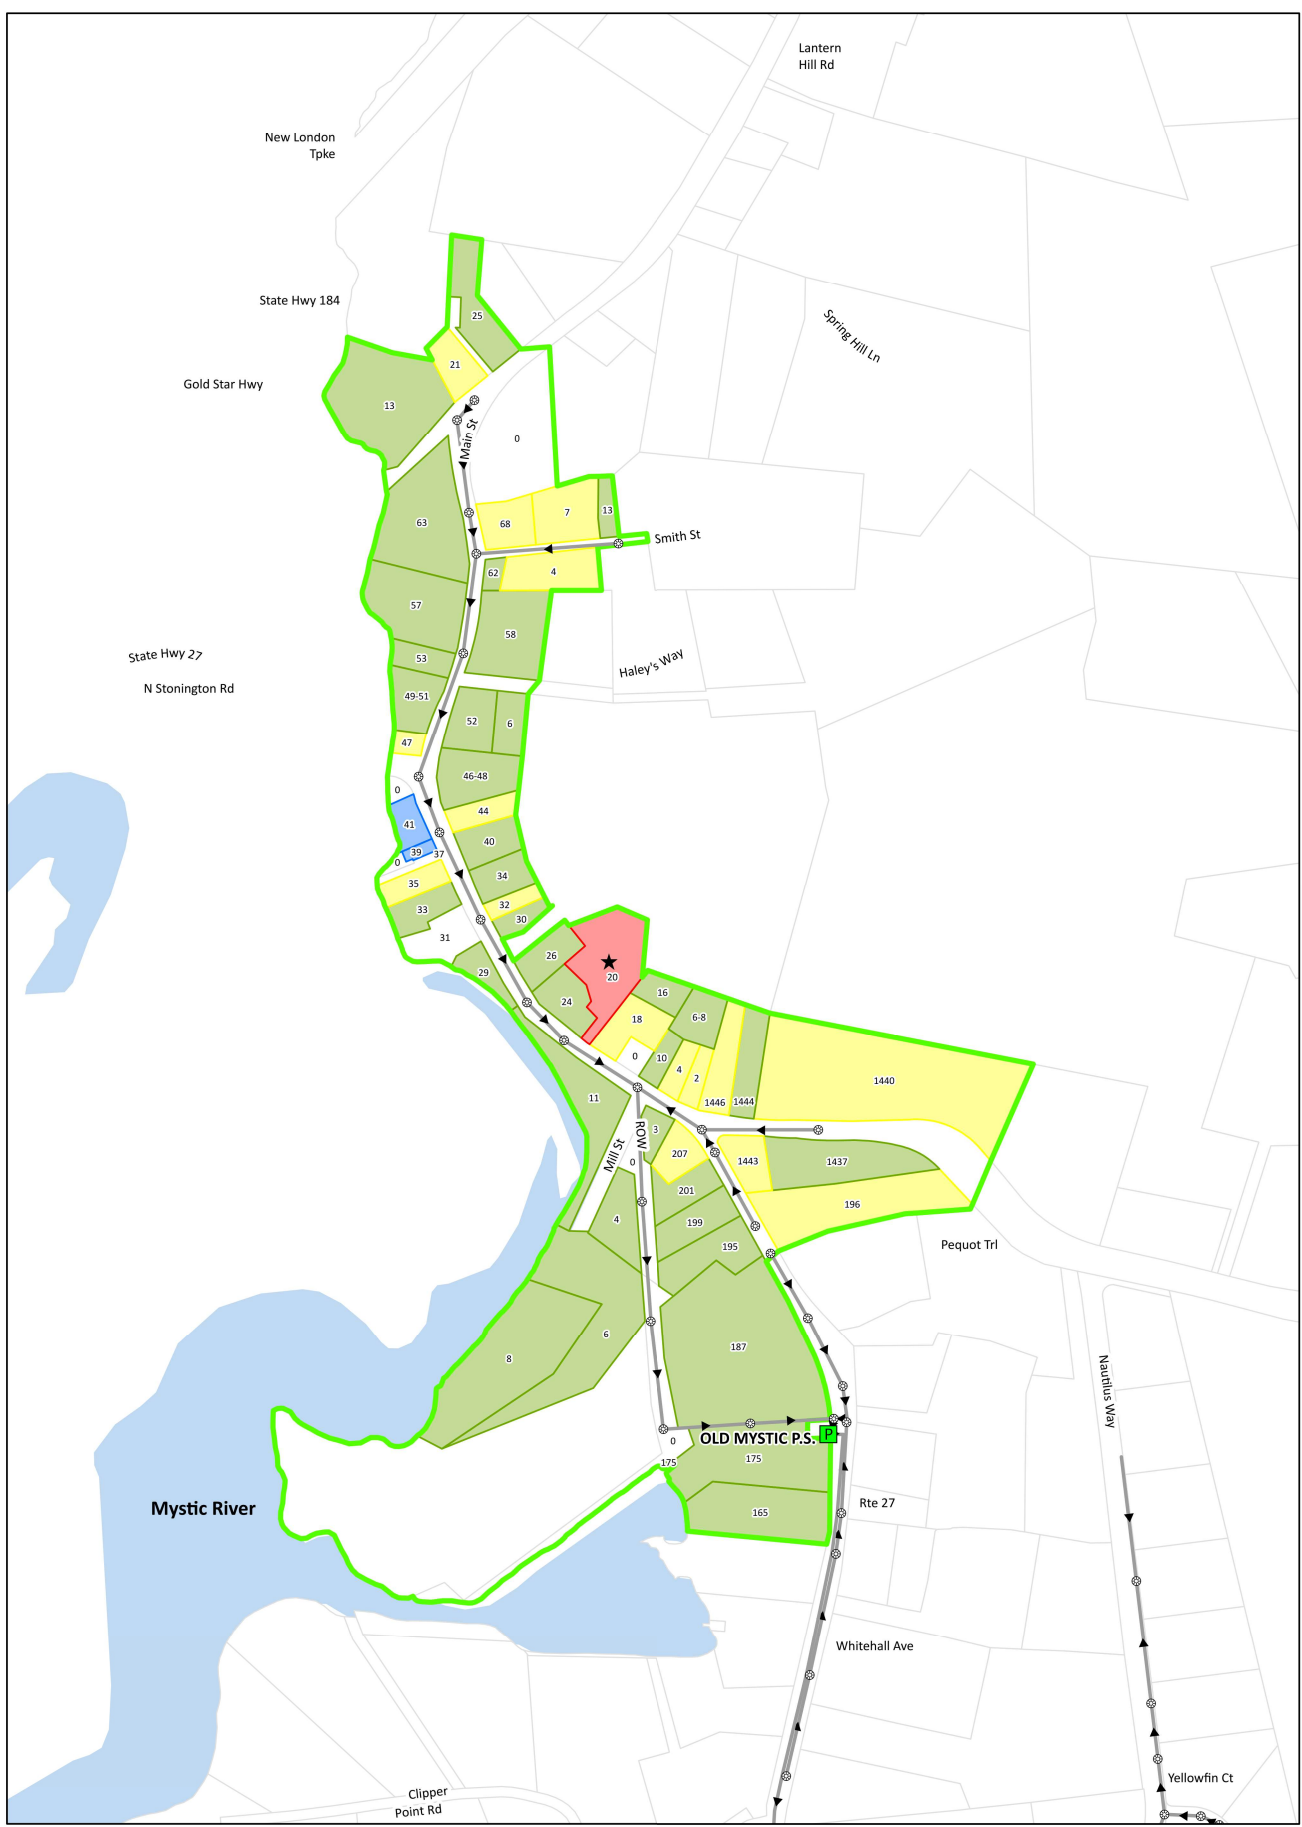 Lantern
Hill Rd
New London
Tpke
State Hwy 184
25
Spring Hill Ln
21
Gold Star Hwy
13
Main St
0
68
7
13
63
Smith St
62
4
57
58
53
State Hwy 27
Haley's Way
N Stonington Rd
49-51
52
6
47
46-48
0
44
41
40
39
37
0
34
35
32
33
30
31
26
29
20
16
24
18
6-8
0
10
4
2
1440
11
1446
1444
ROW
3
Mill St
207
0
1443
1437
201
196
4
199
195
Pequot Trl
6
187
8
Nautilus Way
OLD MYSTIC P.S.
P
0
175
175
Mystic River
165
Rte 27
Whitehall Ave
Yellowfin Ct
Clipper
Point Rd